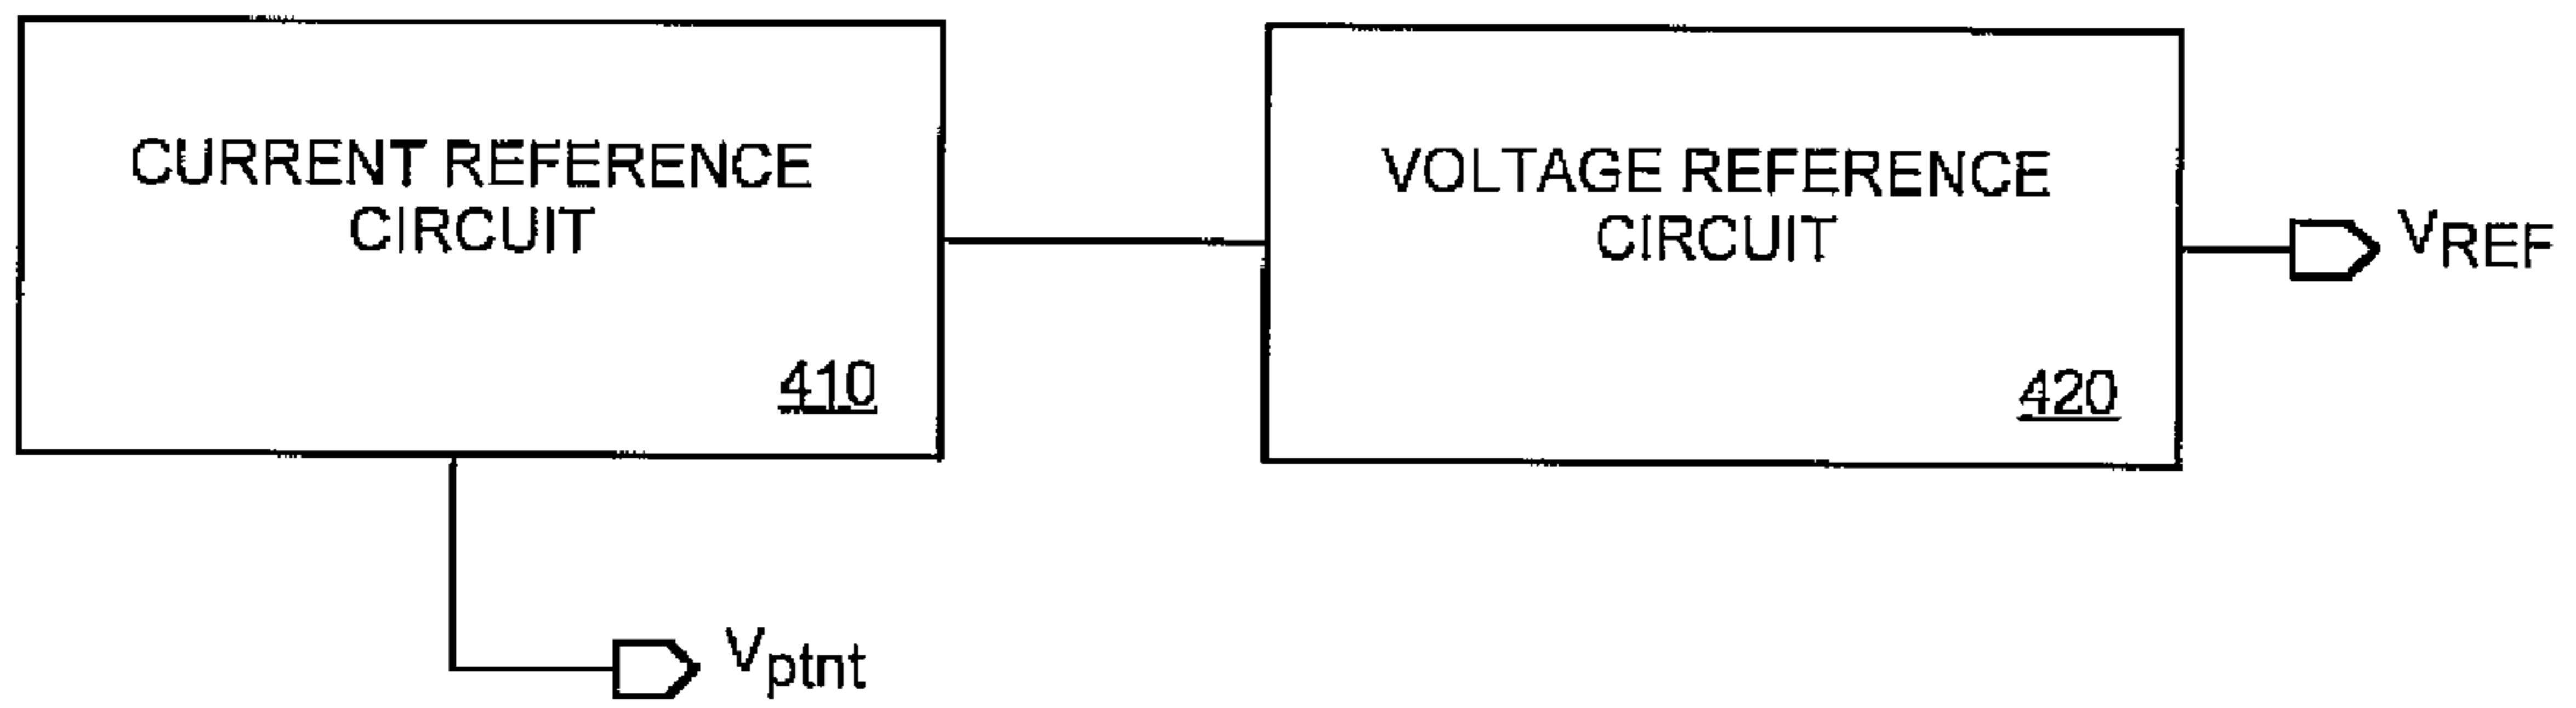 CURRENT REFERENCE
CIRCUIT
410
VOLTAGE REFERENCE
CIRCUIT
420
VREF
Vptnt